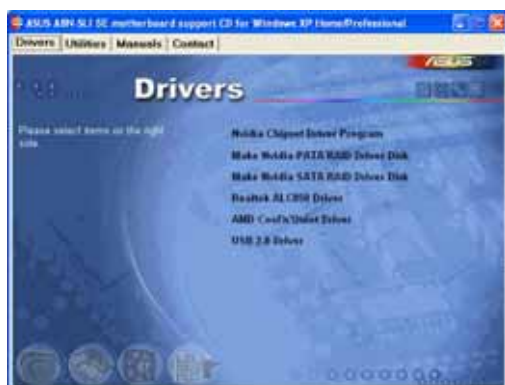 ASUS A8N-SLI SE motherboard support CD for Windows XP Home/Professional
Drivers Utilities Manuals Contact
ASUS
Drivers
Please select items on the right side.
Nvidia Chipset Driver Program
Make Nvidia PATA RAID Driver Disk
Make Nvidia SATA RAID Driver Disk
Realtek ALC850 Driver
AMD Cool'n'Quiet Driver
USB 2.0 Driver